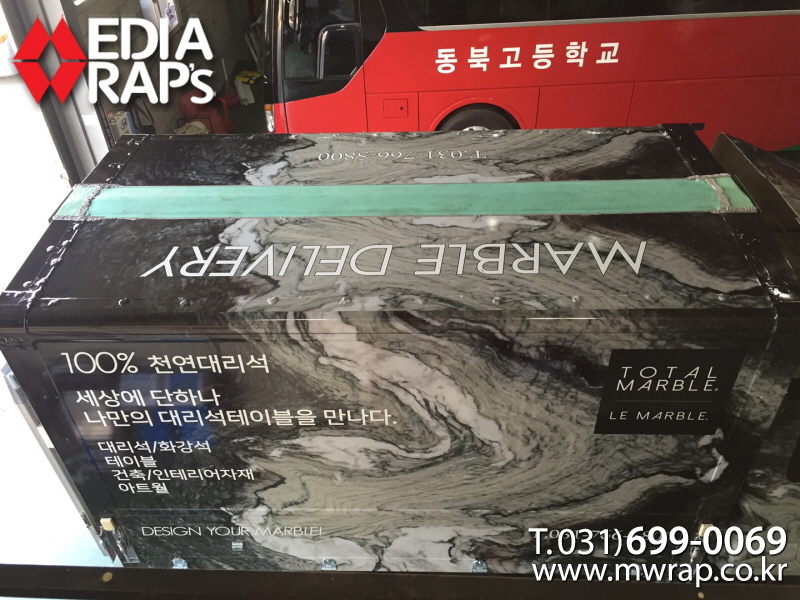 MEDIA
WRAP's
동북고등학교
T.031-766-5800
MARBLE DELIVERY
100% 천연대리석
세상에 단하나
나만의 대리석테이블을 만나다.
대리석/화강석
테이블
건축/인테리어자재
아트월
TOTAL
MARBLE®
LE MARBLE.
DESIGN YOUR MARBLE!
T.031)699-0069
www.mwrap.co.kr